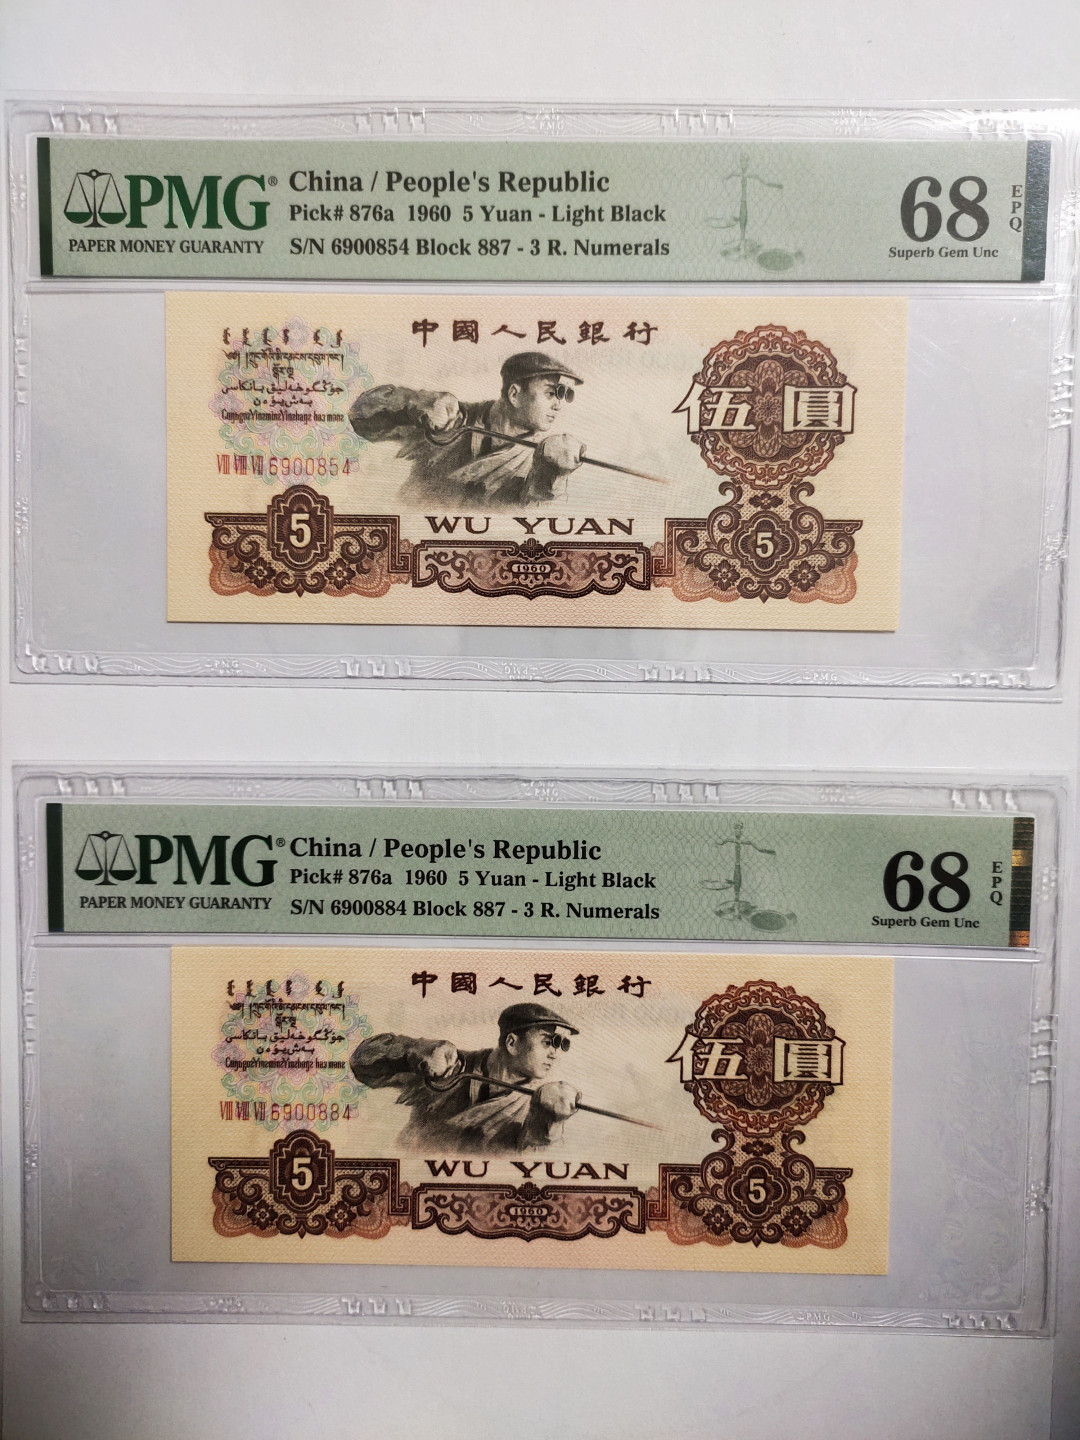 PMG®
PAPER MONEY GUARANTY
China / People's Republic
Pick# 876a 1960 5 Yuan - Light Black
S/N 6900854 Block 887 - 3 R. Numerals
68
EPQ
Superb Gem Unc
中國人民銀行
伍圓
VIII VIII VII 6900854
5
WU YUAN
1960
5
PMG®
PAPER MONEY GUARANTY
China / People's Republic
Pick# 876a 1960 5 Yuan - Light Black
S/N 6900884 Block 887 - 3 R. Numerals
68
EPQ
Superb Gem Unc
中國人民銀行
伍圓
VIII VIII VII 6900884
5
WU YUAN
1960
5